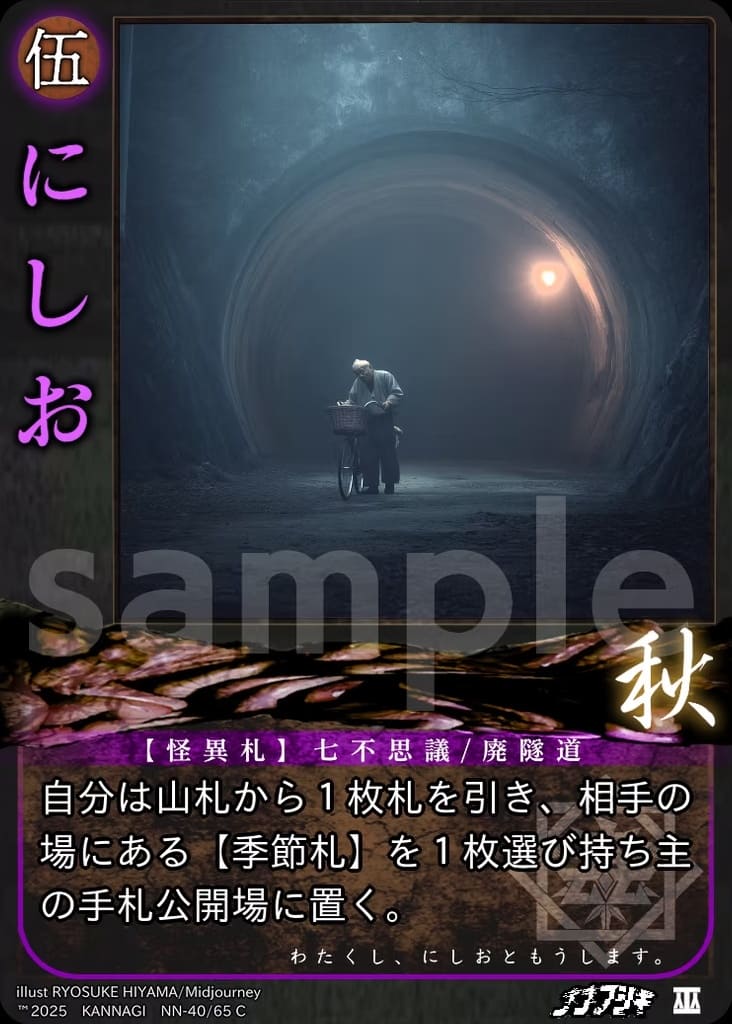 伍
にしお
sample
秋
【怪異札】七不思議/廃隧道
自分は山札から１枚札を引き、相手の
場にある【季節札】を１枚選び持ち主
の手札公開場に置く。
わたくし、にしおともうします。
illust RYOSUKE HIYAMA/Midjourney
™2025 KANNAGI NN-40/65 C